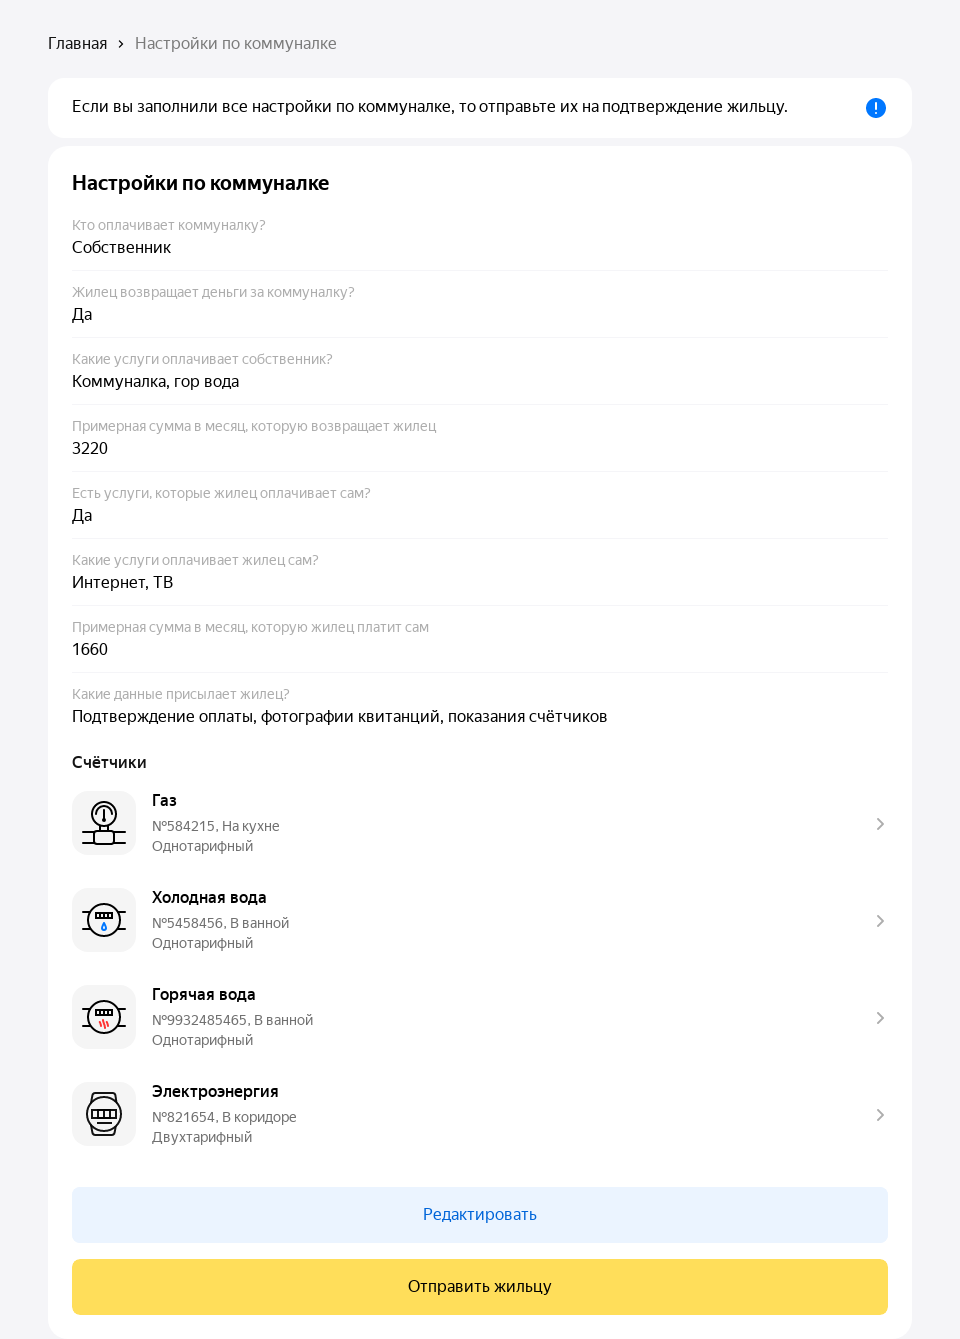 Главная
Настройки по коммуналке
Если вы заполнили все настройки по коммуналке, то отправьте их на подтверждение жильцу.
Настройки по коммуналке
Кто оплачивает коммуналку?
Собственник
Жилец возвращает деньги за коммуналку?
Да
Какие услуги оплачивает собственник?
Коммуналка, гор вода
Примерная сумма в месяц, которую возвращает жилец
3220
Есть услуги, которые жилец оплачивает сам?
Да
Какие услуги оплачивает жилец сам?
Интернет, ТВ
Примерная сумма в месяц, которую жилец платит сам
1660
Какие данные присылает жилец?
Подтверждение оплаты, фотографии квитанций, показания счётчиков
Счётчики
Газ
№584215, На кухне
Однотарифный
Холодная вода
№5458456, В ванной
Однотарифный
Горячая вода
№9932485465, В ванной
Однотарифный
Электроэнергия
№821654, В коридоре
Двухтарифный
Редактировать
Отправить жильцу